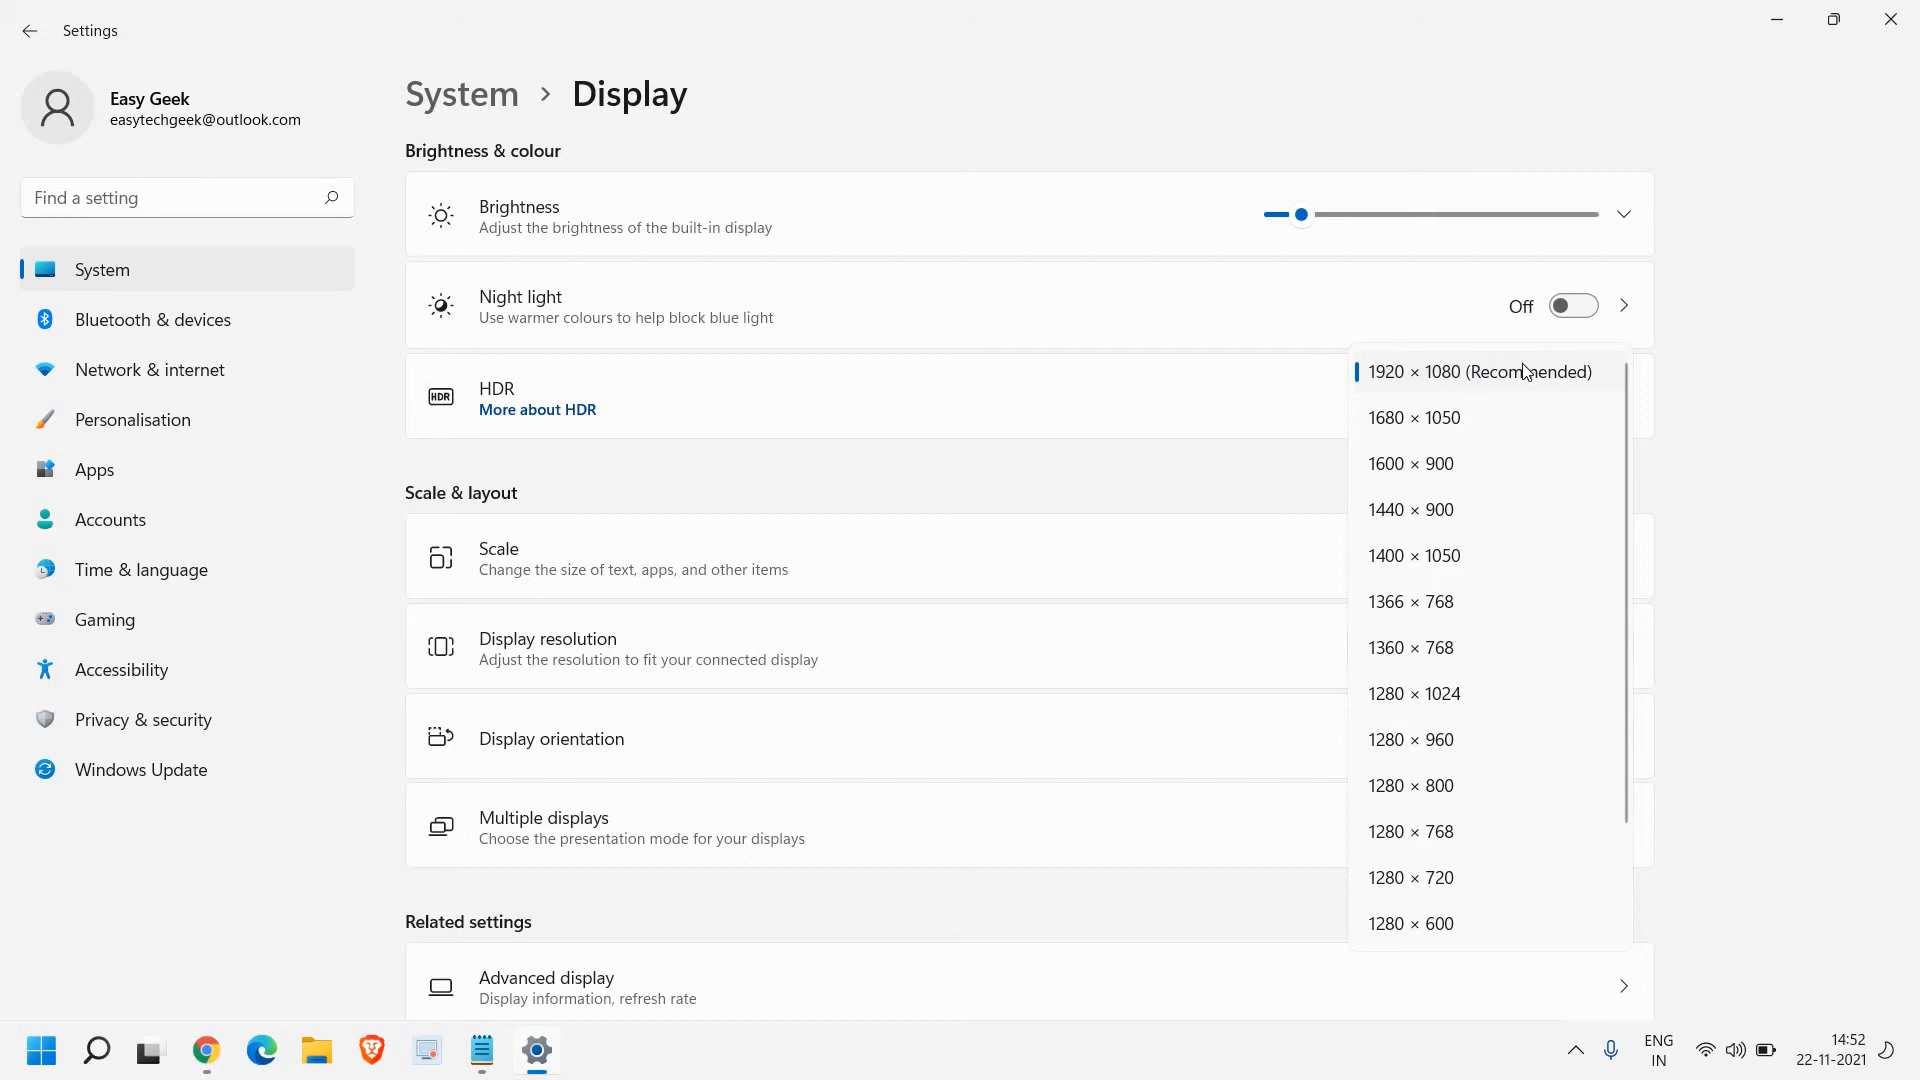 Settings
Easy Geek
easytechgeek@outlook.com
Find a setting
System
Bluetooth & devices
Network & internet
Personalisation
Apps
Accounts
Time & language
Gaming
Accessibility
Privacy & security
Windows Update
System › Display
Brightness & colour
Brightness
Adjust the brightness of the built-in display
Night light
Use warmer colours to help block blue light
Off
HDR
HDR
More about HDR
Scale & layout
Scale
Change the size of text, apps, and other items
Display resolution
Adjust the resolution to fit your connected display
Display orientation
Multiple displays
Choose the presentation mode for your displays
Related settings
Advanced display
Display information, refresh rate
1920 × 1080 (Recommended)
1680 × 1050
1600 × 900
1440 × 900
1400 × 1050
1366 × 768
1360 × 768
1280 × 1024
1280 × 960
1280 × 800
1280 × 768
1280 × 720
1280 × 600
ENG
IN
14:52
22-11-2021